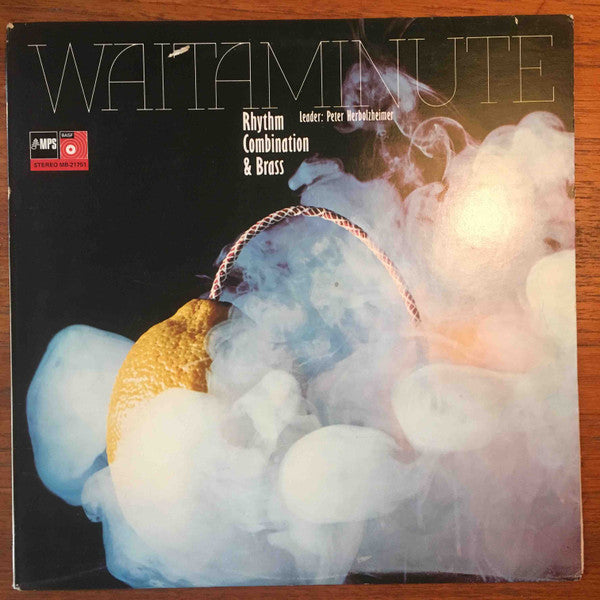 WAITAMINUTE
Rhythm
Combination
& Brass
Leader: Peter Herbolzheimer
MPS
BASF
STEREO MB-21751